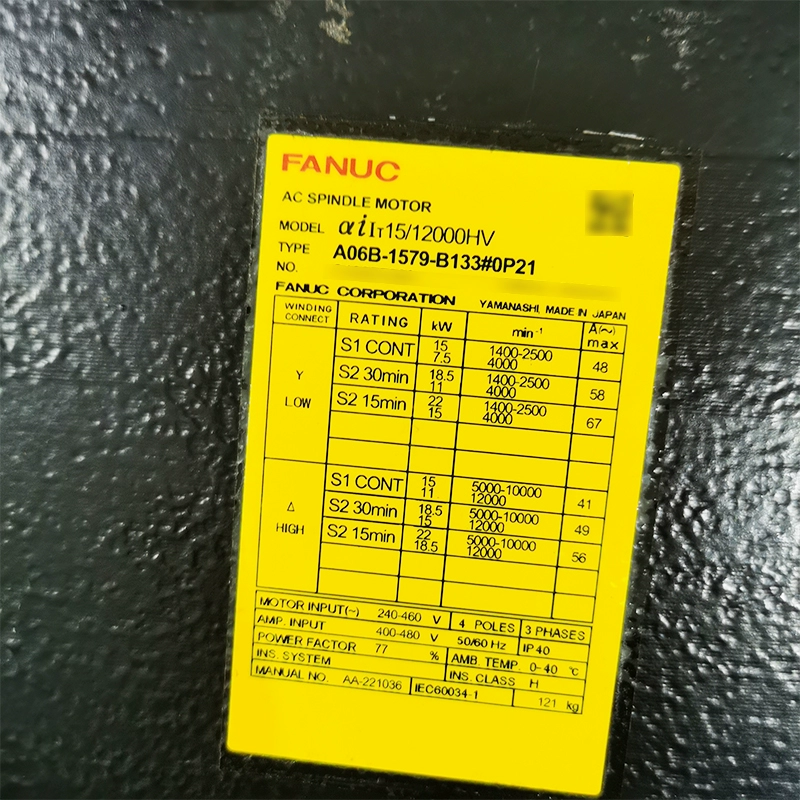 FANUC
AC SPINDLE MOTOR
MODEL αiIT15/12000HV
TYPE A06B-1579-B133#0P21
NO.
FANUC CORPORATION YAMANASHI, MADE IN JAPAN
WINDING CONNECT RATING kW min-1 A(~) max
Y LOW
S1 CONT 15 1400-2500 48
7.5 4000
S2 30min 18.5 1400-2500 58
11 4000
S2 15min 22 1400-2500 67
15 4000
Δ HIGH
S1 CONT 15 5000-10000 41
11 12000
S2 30min 18.5 5000-10000 49
15 12000
S2 15min 22 5000-10000 56
18.5 12000
MOTOR INPUT(~) 240-460 V 4 POLES 3 PHASES
AMP. INPUT 400-480 V 50/60 Hz IP40
POWER FACTOR 77 % AMB. TEMP. 0-40 ℃
INS. SYSTEM INS. CLASS H
MANUAL NO. AA-221036 IEC60034-1 121 kg